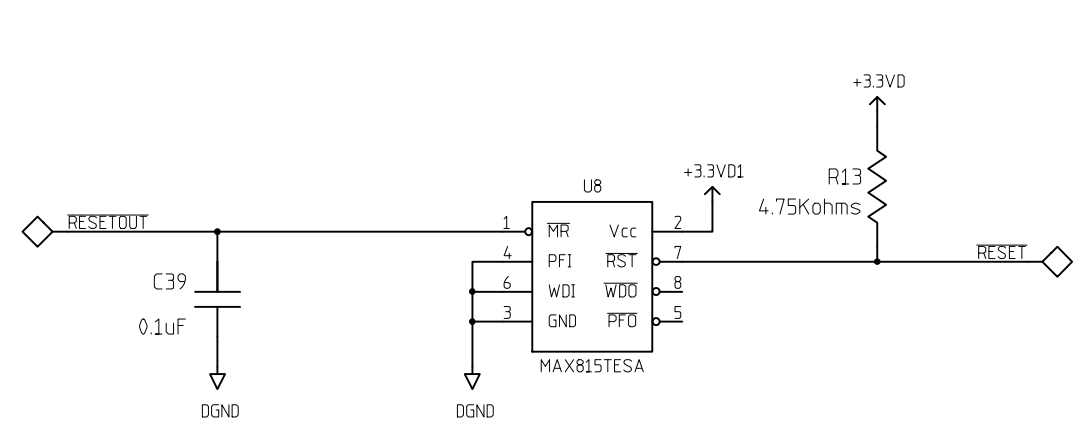 +3.3VD
+3.3VD1
R13
4.75Kohms
U8
RESETOUT
1
MR
Vcc
2
4
PFI
RST
7
RESET
C39
6
WDI
WDO
8
0.1uF
3
GND
PFO
5
MAX815TESA
DGND
DGND